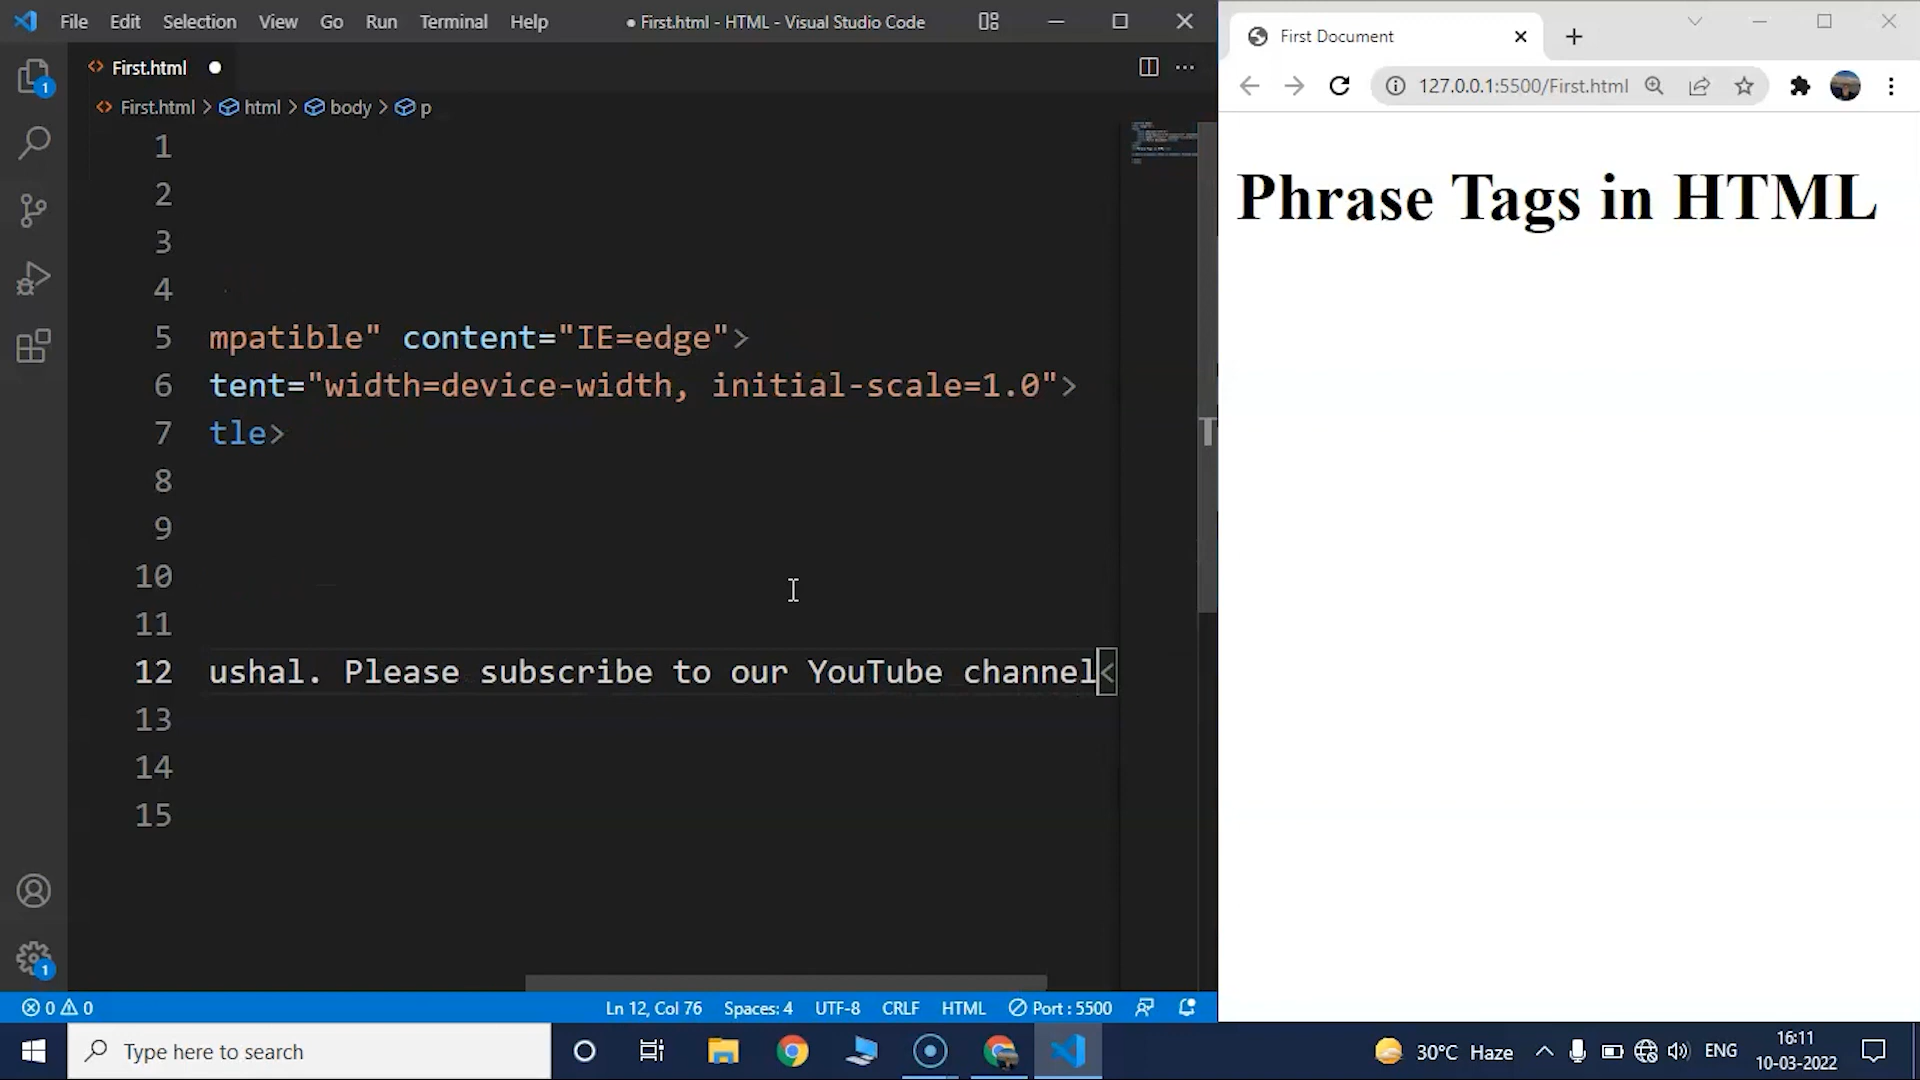 File Edit Selection View Go Run Terminal Help ● First.html - HTML - Visual Studio Code
First.html
First.html > html > body > p
1
2
3
4
5 mpatible" content="IE=edge">
6 tent="width=device-width, initial-scale=1.0">
7 tle>
8
9
10
11
12 ushal. Please subscribe to our YouTube channel<
13
14
15
1
1
0 0 Ln 12, Col 76 Spaces: 4 UTF-8 CRLF HTML Port : 5500
First Document
127.0.0.1:5500/First.html
Phrase Tags in HTML
Type here to search
30°C Haze ENG 16:11
10-03-2022